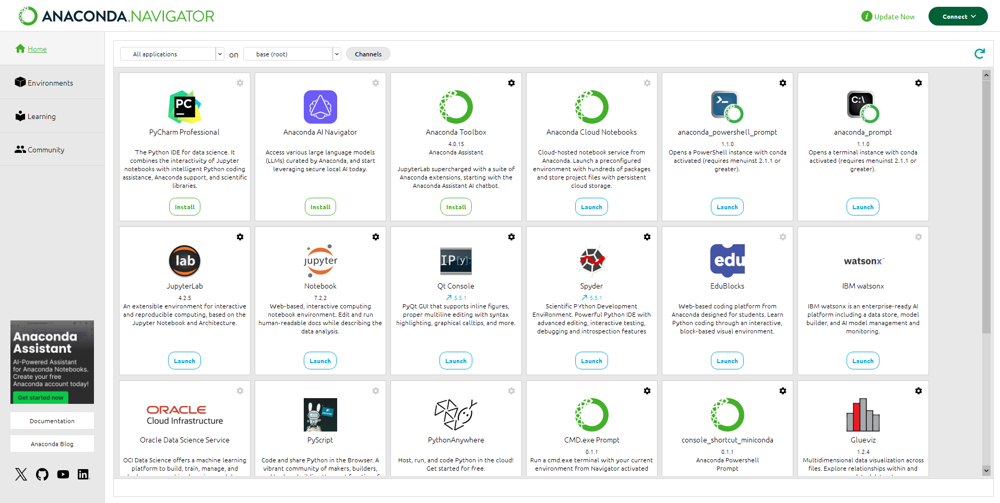 ANACONDA.NAVIGATOR
i Update Now
Connect
Home
Environments
Learning
Community
All applications
on
base (root)
Channels
PC
PyCharm Professional
The Python IDE for data science. It
combines the interactivity of Jupyter
notebooks with intelligent Python coding
assistance, Anaconda support, and scientific
libraries.
Install
Anaconda AI Navigator
Access various large language models
(LLMs) curated by Anaconda, and start
leveraging secure local AI today.
Install
Anaconda Toolbox
4.0.15
Anaconda Assistant
JupyterLab supercharged with a suite of
Anaconda extensions, starting with the
Anaconda Assistant AI chatbot.
Install
Anaconda Cloud Notebooks
Cloud-hosted notebook service from
Anaconda. Launch a preconfigured
environment with hundreds of packages
and store project files with persistent
cloud storage.
Launch
anaconda_powershell_prompt
1.1.0
Opens a PowerShell instance with conda
activated (requires menuinst 2.1.1 or
greater).
Launch
C:\
anaconda_prompt
1.1.0
Opens a terminal instance with conda
activated (requires menuinst 2.1.1 or
greater).
Launch
lab
JupyterLab
4.2.5
An extensible environment for interactive
and reproducible computing, based on the
Jupyter Notebook and Architecture.
Launch
jupyter
Notebook
7.2.2
Web-based, interactive computing
notebook environment. Edit and run
human-readable docs while describing the
data analysis.
Launch
IP[y]:
Qt Console
5.5.1
PyQt GUI that supports inline figures,
proper multiline editing with syntax
highlighting, graphical calltips, and more.
Launch
Spyder
5.5.1
Scientific PYthon Development
EnviRonment. Powerful Python IDE with
advanced editing, interactive testing,
debugging and introspection features
Launch
edu
EduBlocks
Web-based coding platform from
Anaconda designed for students. Learn
Python coding through an interactive,
block-based visual environment.
Launch
watsonx
IBM watsonx
IBM watsonx is an enterprise-ready AI
platform including a data store, model
builder, and AI model management and
monitoring.
Launch
ORACLE
Cloud Infrastructure
Oracle Data Science Service
OCI Data Science offers a machine learning
platform to build, train, manage, and
PyScript
Code and share Python in the Browser. A
vibrant community of makers, builders,
PythonAnywhere
Host, run, and code Python in the cloud!
Get started for free.
CMD.exe Prompt
0.1.1
Run a cmd.exe terminal with your current
environment from Navigator activated
console_shortcut_miniconda
0.1.1
Anaconda Powershell
Prompt
Glueviz
1.2.4
Multidimensional data visualization across
files. Explore relationships within and
Anaconda
Assistant
AI-Powered Assistant
for Anaconda Notebooks.
Create your free
Anaconda account today!
Get started now
Documentation
Anaconda Blog